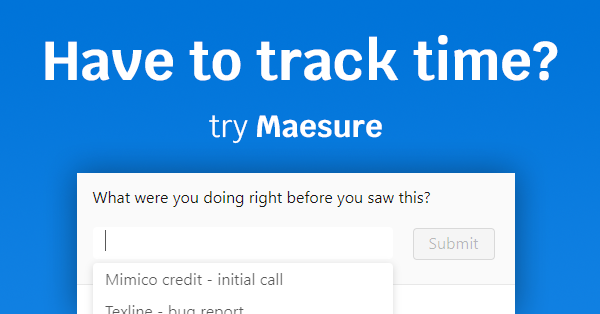 Have to track time?
try Maesure
What were you doing right before you saw this?
Submit
Mimico credit - initial call
Texline - bug report